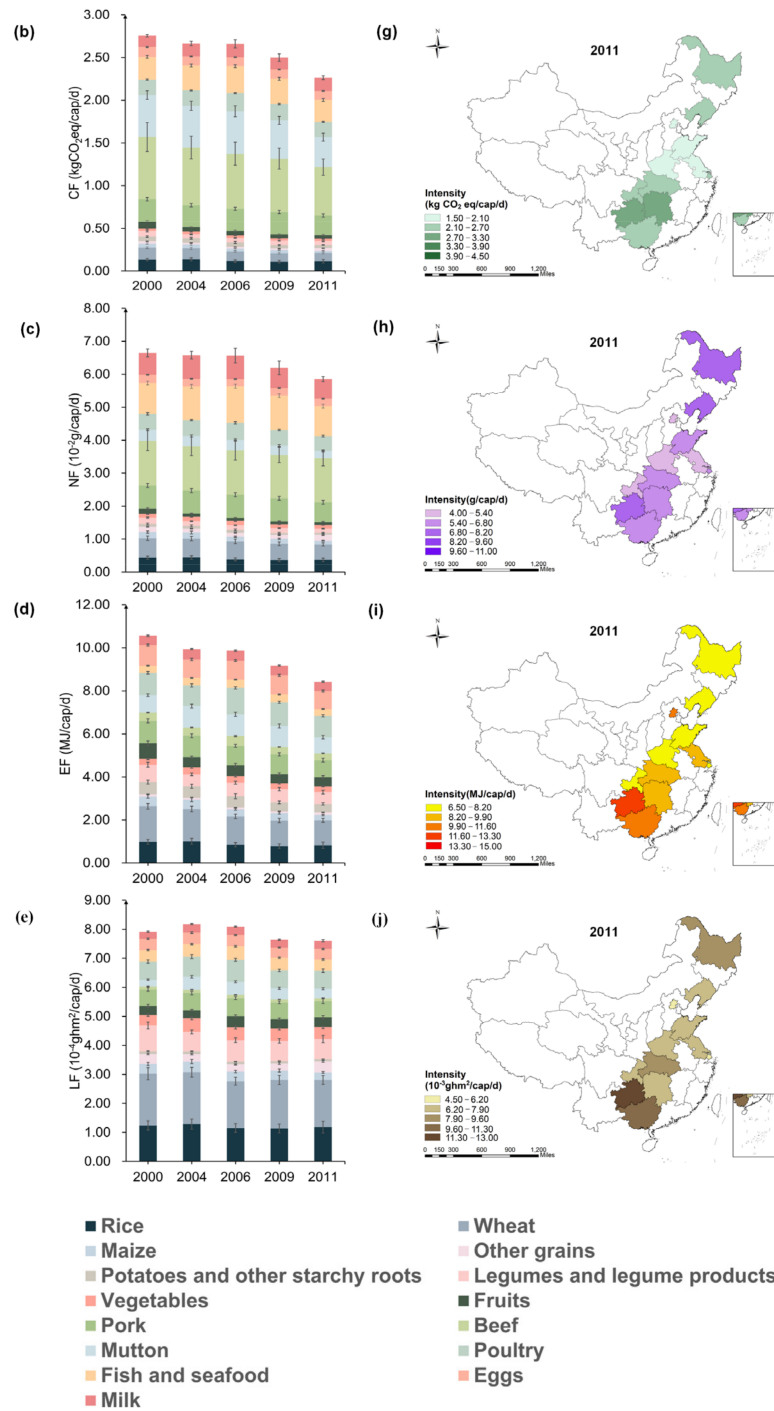 (b)
3.00
2.50
2.00
1.50
1.00
0.50
0.00
CF (kgCO2eq/cap/d)
2000 2004 2006 2009 2011
(g)
N
2011
Intensity
(kg CO2 eq/cap/d)
1.50 - 2.10
2.10 - 2.70
2.70 - 3.30
3.30 - 3.90
3.90 - 4.50
0 150 300 600 900 1,200
Miles
(c)
8.00
7.00
6.00
5.00
4.00
3.00
2.00
1.00
0.00
NF (10-2g/cap/d)
2000 2004 2006 2009 2011
(h)
N
2011
Intensity(g/cap/d)
4.00 - 5.40
5.40 - 6.80
6.80 - 8.20
8.20 - 9.60
9.60 - 11.00
0 150 300 600 900 1,200
Miles
(d)
12.00
10.00
8.00
6.00
4.00
2.00
0.00
EF (MJ/cap/d)
2000 2004 2006 2009 2011
(i)
N
2011
Intensity(MJ/cap/d)
6.50 - 8.20
8.20 - 9.90
9.90 - 11.60
11.60 - 13.30
13.30 - 15.00
0 150 300 600 900 1,200
Miles
(e)
9.00
8.00
7.00
6.00
5.00
4.00
3.00
2.00
1.00
0.00
LF (10-4ghm2/cap/d)
2000 2004 2006 2009 2011
(j)
N
2011
Intensity
(10-3ghm2/cap/d)
4.50 - 6.20
6.20 - 7.90
7.90 - 9.60
9.60 - 11.30
11.30 - 13.00
0 150 300 600 900 1,200
Miles
Rice
Wheat
Maize
Other grains
Potatoes and other starchy roots
Legumes and legume products
Vegetables
Fruits
Pork
Beef
Mutton
Poultry
Fish and seafood
Eggs
Milk